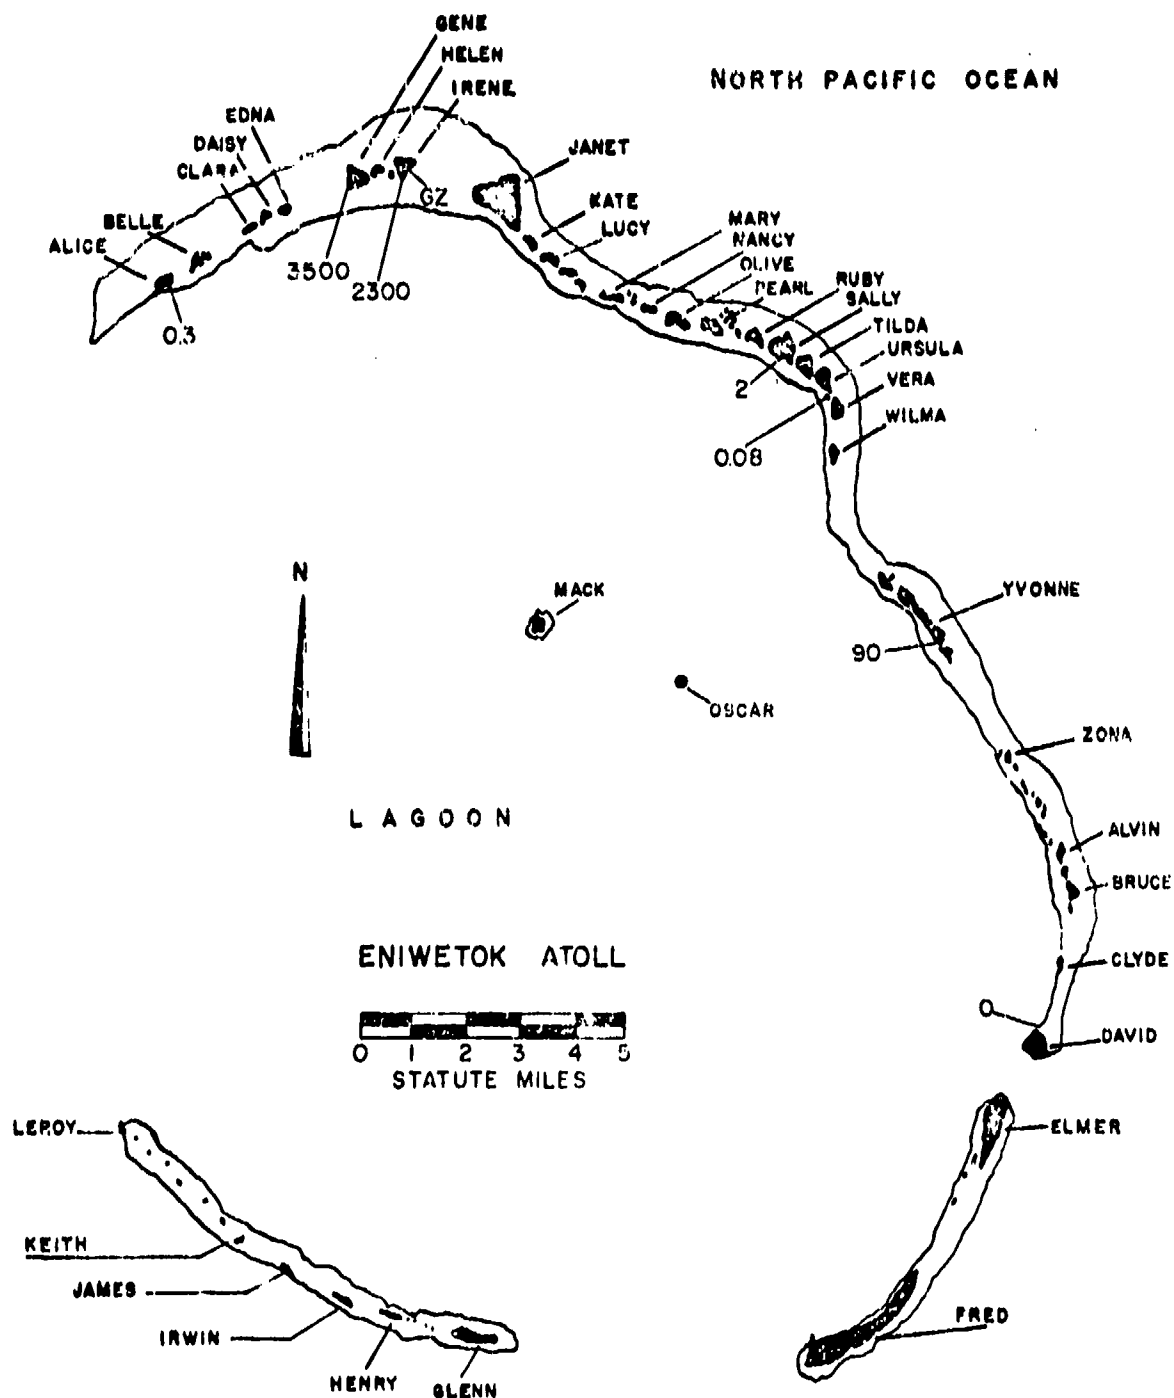 GENE
HELEN
IRENE
NORTH PACIFIC OCEAN
EDNA
DAISY
CLARA
JANET
BELLE
ALICE
GZ
KATE
LUCY
MARY
NANCY
OLIVE
PEARL
RUBY
SALLY
TILDA
URSULA
VERA
WILMA
3500
2300
0.3
2
0.08
N
MACK
YVONNE
90
OSCAR
ZONA
LAGOON
ALVIN
BRUCE
ENIWETOK ATOLL
CLYDE
0
DAVID
0 1 2 3 4 5
STATUTE MILES
LEROY
ELMER
KEITH
JAMES
IRWIN
HENRY
GLENN
FRED